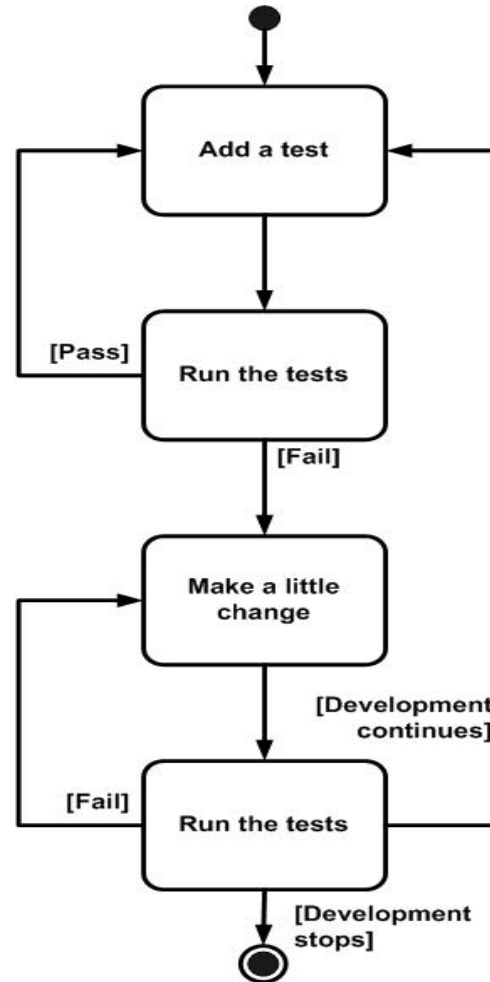 Add a test
[Pass]
Run the tests
[Fail]
Make a little
change
[Development
continues]
[Fail]
Run the tests
[Development
stops]